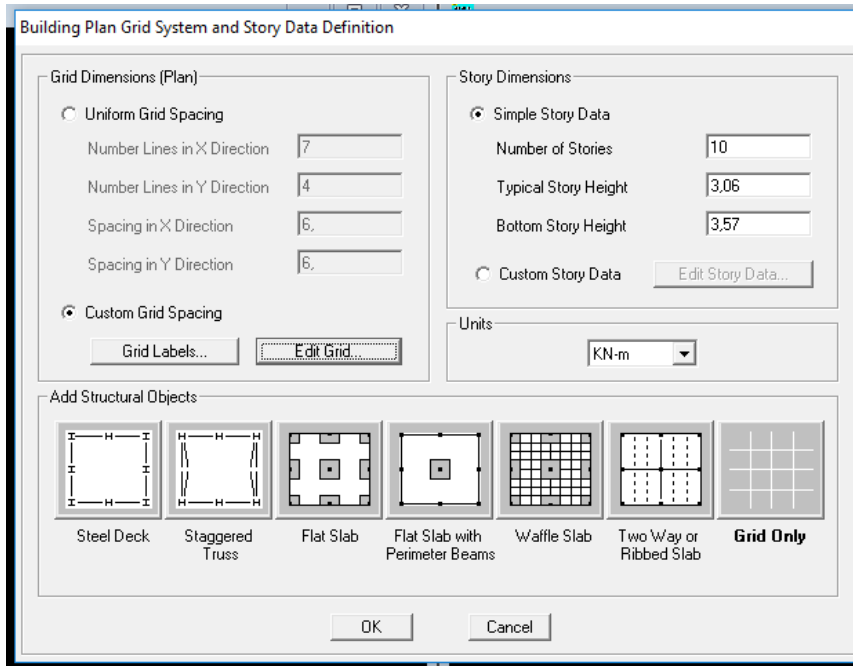 Building Plan Grid System and Story Data Definition
Grid Dimensions (Plan)
Uniform Grid Spacing
Number Lines in X Direction
7
Number Lines in Y Direction
4
Spacing in X Direction
6,
Spacing in Y Direction
6,
Custom Grid Spacing
Grid Labels...
Edit Grid...
Story Dimensions
Simple Story Data
Number of Stories
10
Typical Story Height
3,06
Bottom Story Height
3,57
Custom Story Data
Edit Story Data...
Units
KN-m
Add Structural Objects
Steel Deck
Staggered
Truss
Flat Slab
Flat Slab with
Perimeter Beams
Waffle Slab
Two Way or
Ribbed Slab
Grid Only
OK
Cancel